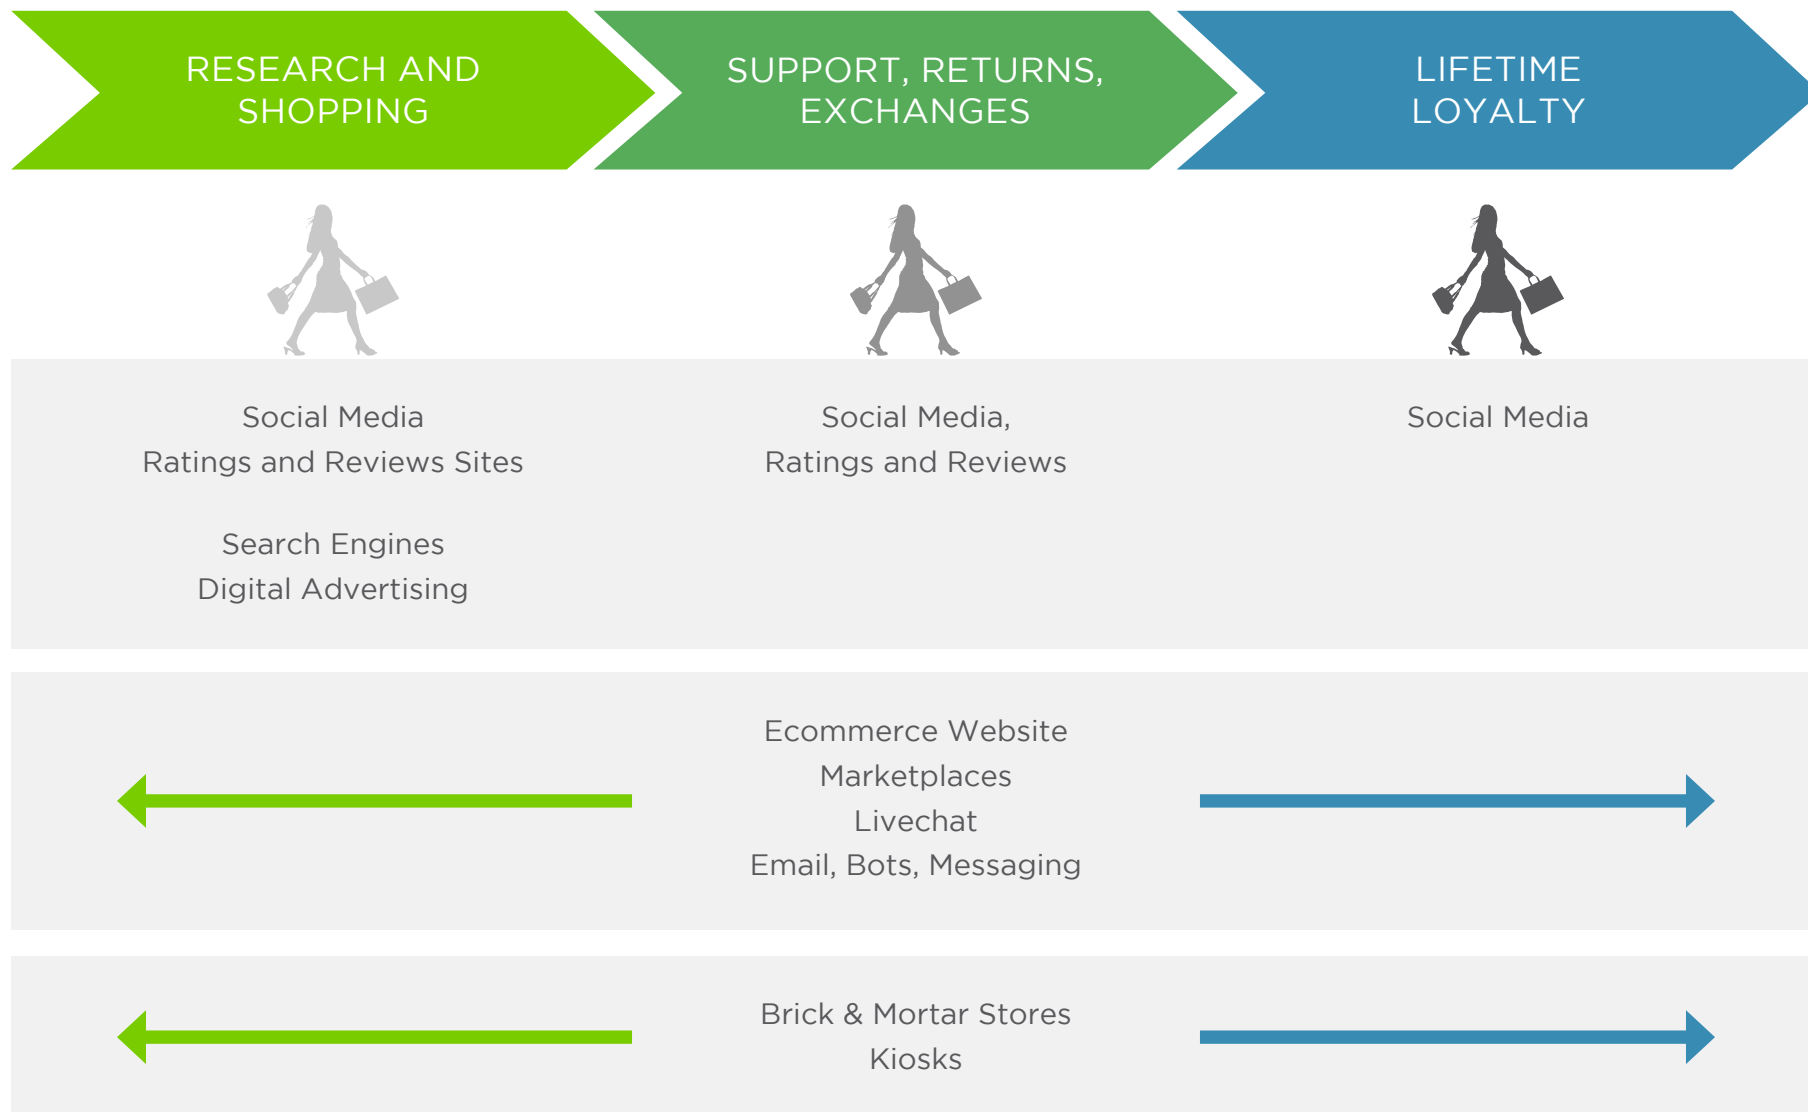 RESEARCH AND
SHOPPING
SUPPORT, RETURNS,
EXCHANGES
LIFETIME
LOYALTY
Social Media
Ratings and Reviews Sites
Search Engines
Digital Advertising
Social Media,
Ratings and Reviews
Social Media
Ecommerce Website
Marketplaces
Livechat
Email, Bots, Messaging
Brick & Mortar Stores
Kiosks